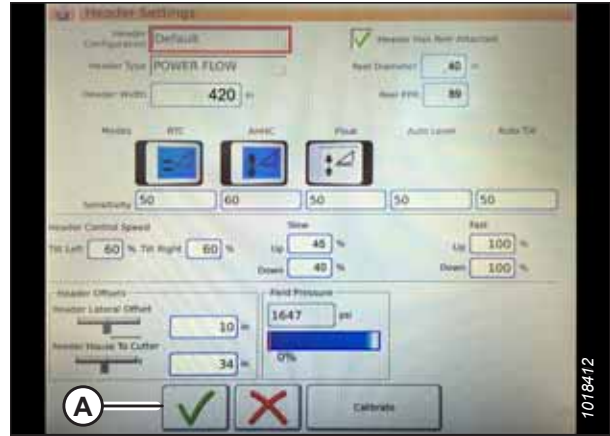 Header Settings
Header Configuration Default
Header Has Reel Attached
Header Type POWER FLOW
Reel Diameter 40 in
Header Width 420 in
Reel PPR 89
Modes RTC AHHC Float Auto Level Auto Tilt
Sensitivity 50 60 50 50 50
Header Control Speed
Slow
Fast
Tilt Left 60 % Tilt Right 60 %
Up 45 %
Up 100 %
Down 40 %
Down 100 %
Header Offsets
Field Pressure
Header Lateral Offset
10 in
1647 psi
Feeder House To Cutter
34 in
0%
A
Calibrate
1018412